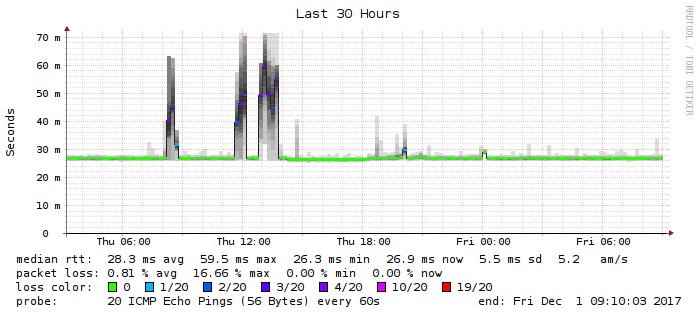 Last 30 Hours
RRDTOOL / TOBI OETIKER
Seconds
70 m
60 m
50 m
40 m
30 m
20 m
10 m
0
Thu 06:00 Thu 12:00 Thu 18:00 Fri 00:00 Fri 06:00
median rtt: 28.3 ms avg 59.5 ms max 26.3 ms min 26.9 ms now 5.5 ms sd 5.2 am/s
packet loss: 0.81 % avg 16.66 % max 0.00 % min 0.00 % now
loss color: 0 1/20 2/20 3/20 4/20 10/20 19/20
probe: 20 ICMP Echo Pings (56 Bytes) every 60s end: Fri Dec 1 09:10:03 2017